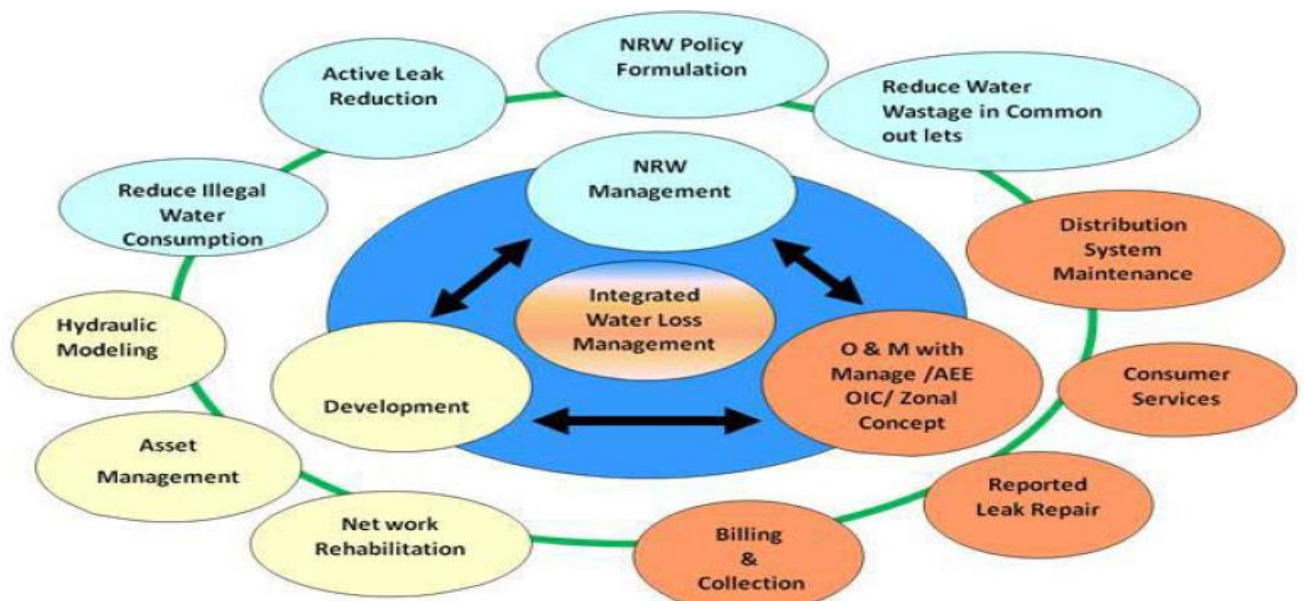 NRW Policy
Formulation
Active Leak
Reduction
Reduce Water
Wastage in Common
out lets
NRW
Management
Reduce Illegal
Water
Consumption
Distribution
System
Maintenance
Integrated
Water Loss
Management
Hydraulic
Modeling
O & M with
Manage /AEE
OIC/ Zonal
Concept
Consumer
Services
Development
Asset
Management
Reported
Leak Repair
Net work
Rehabilitation
Billing
&
Collection